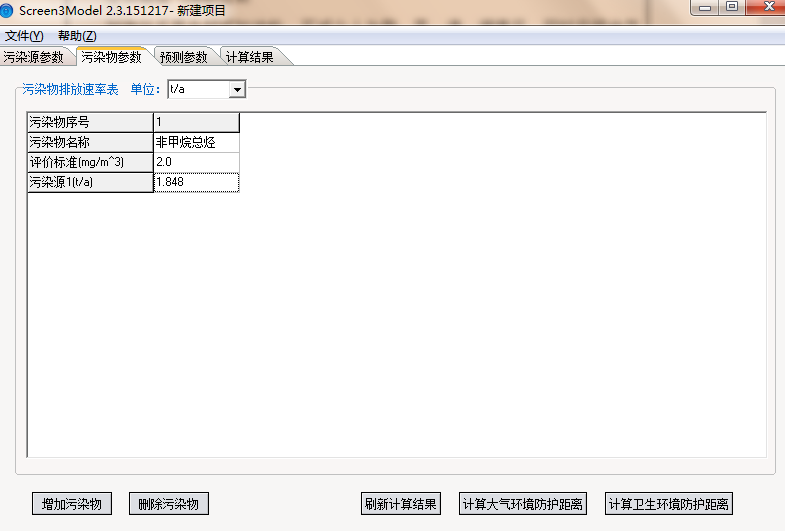 Screen3Model 2.3.151217- 新建项目
文件(Y) 帮助(Z)
污染源参数 污染物参数 预测参数 计算结果
污染物排放速率表 单位: t/a
污染物序号 1
污染物名称 非甲烷总烃
评价标准(mg/m^3) 2.0
污染源1(t/a) 1.848
增加污染物 删除污染物 刷新计算结果 计算大气环境防护距离 计算卫生环境防护距离